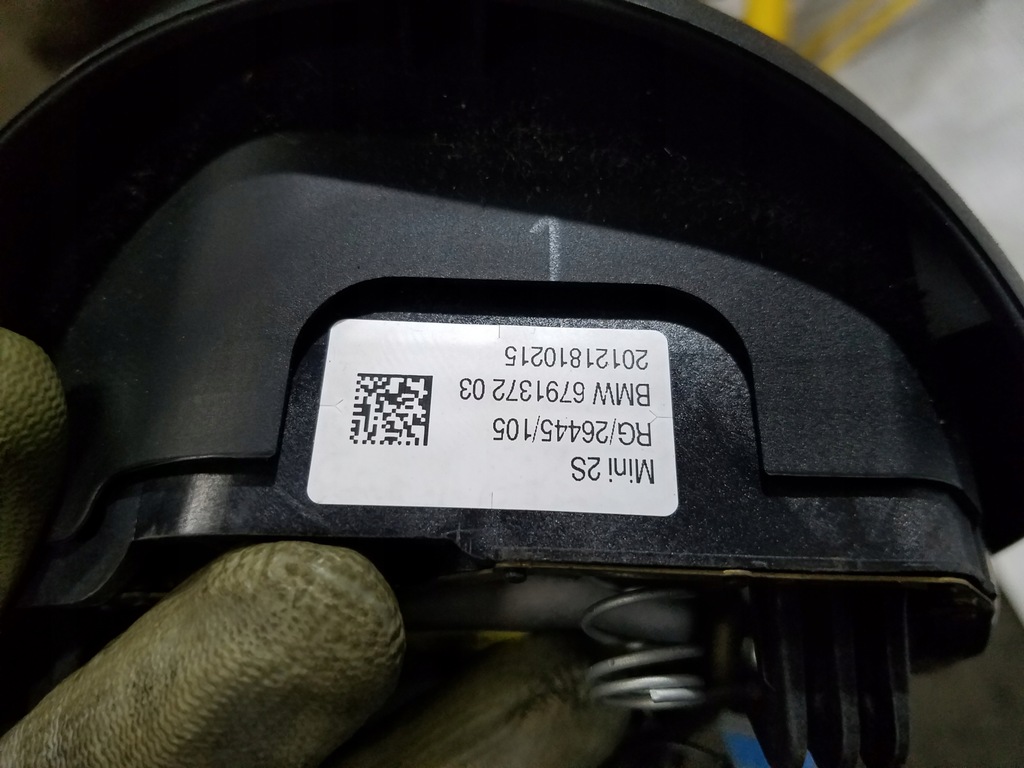 Mini 2S
RG/26445/105
BMW 6791372 03
20121810215
1